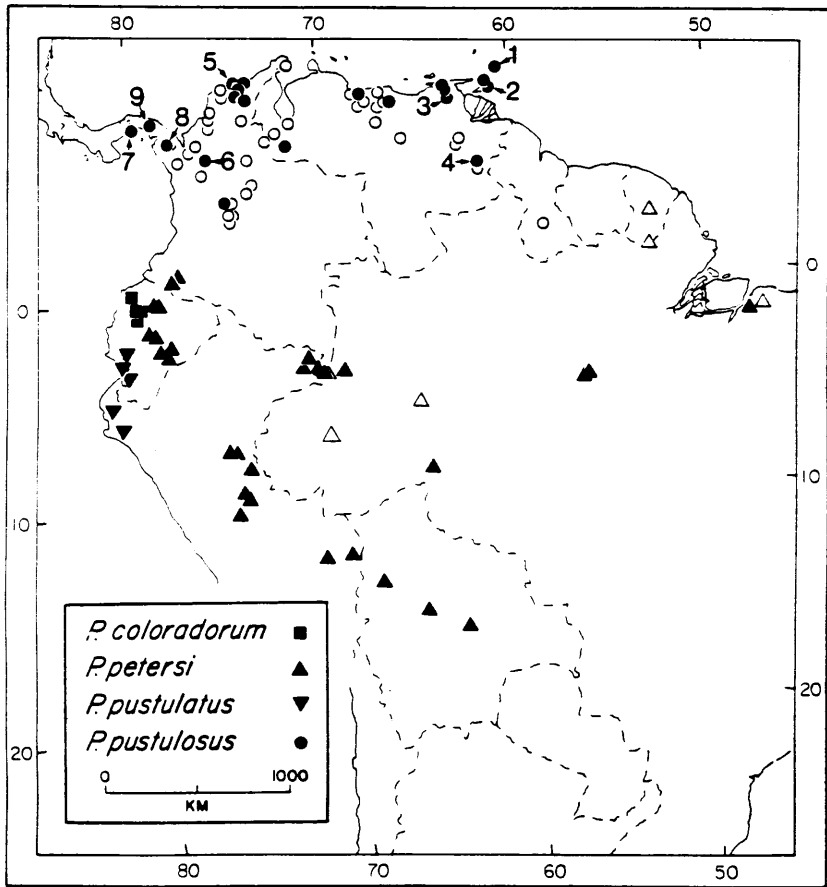 80 70 60 50
5 1
9 8 3 2
7 6 4
0 0
10 10
P. coloradorum
P. petersi
P. pustulatus
P. pustulosus
0 1000
KM
20 20
80 70 60 50